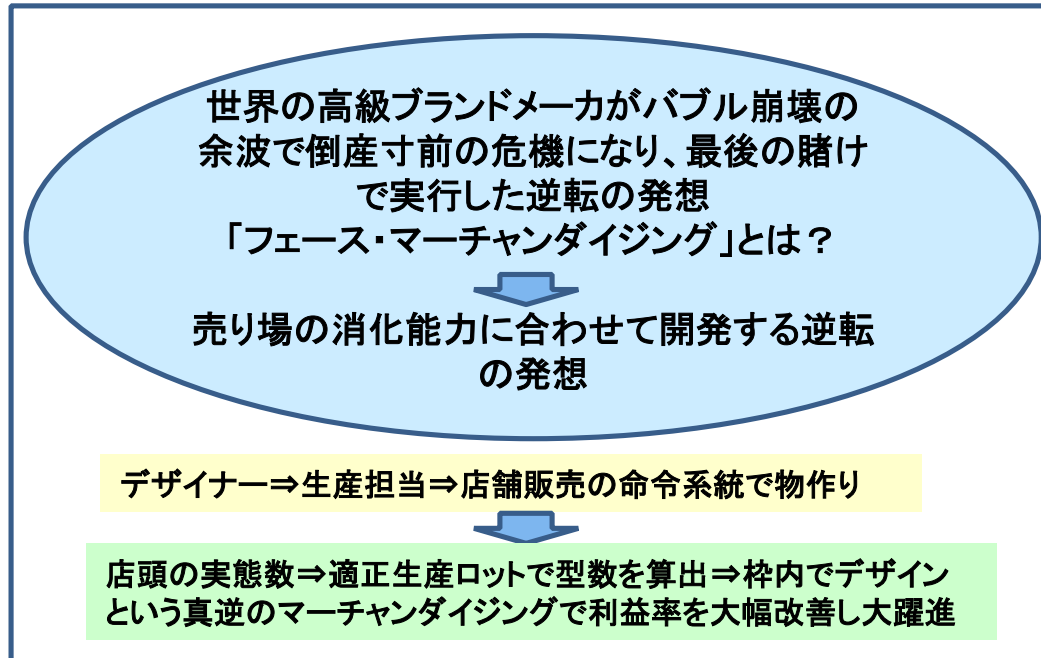 世界の高級ブランドメーカがバブル崩壊の
余波で倒産寸前の危機になり、最後の賭け
で実行した逆転の発想
「フェース・マーチャンダイジング」とは？
売り場の消化能力に合わせて開発する逆転
の発想
デザイナー⇒生産担当⇒店舗販売の命令系統で物作り
店頭の実態数⇒適正生産ロットで型数を算出⇒枠内でデザイン
という真逆のマーチャンダイジングで利益率を大幅改善し大躍進